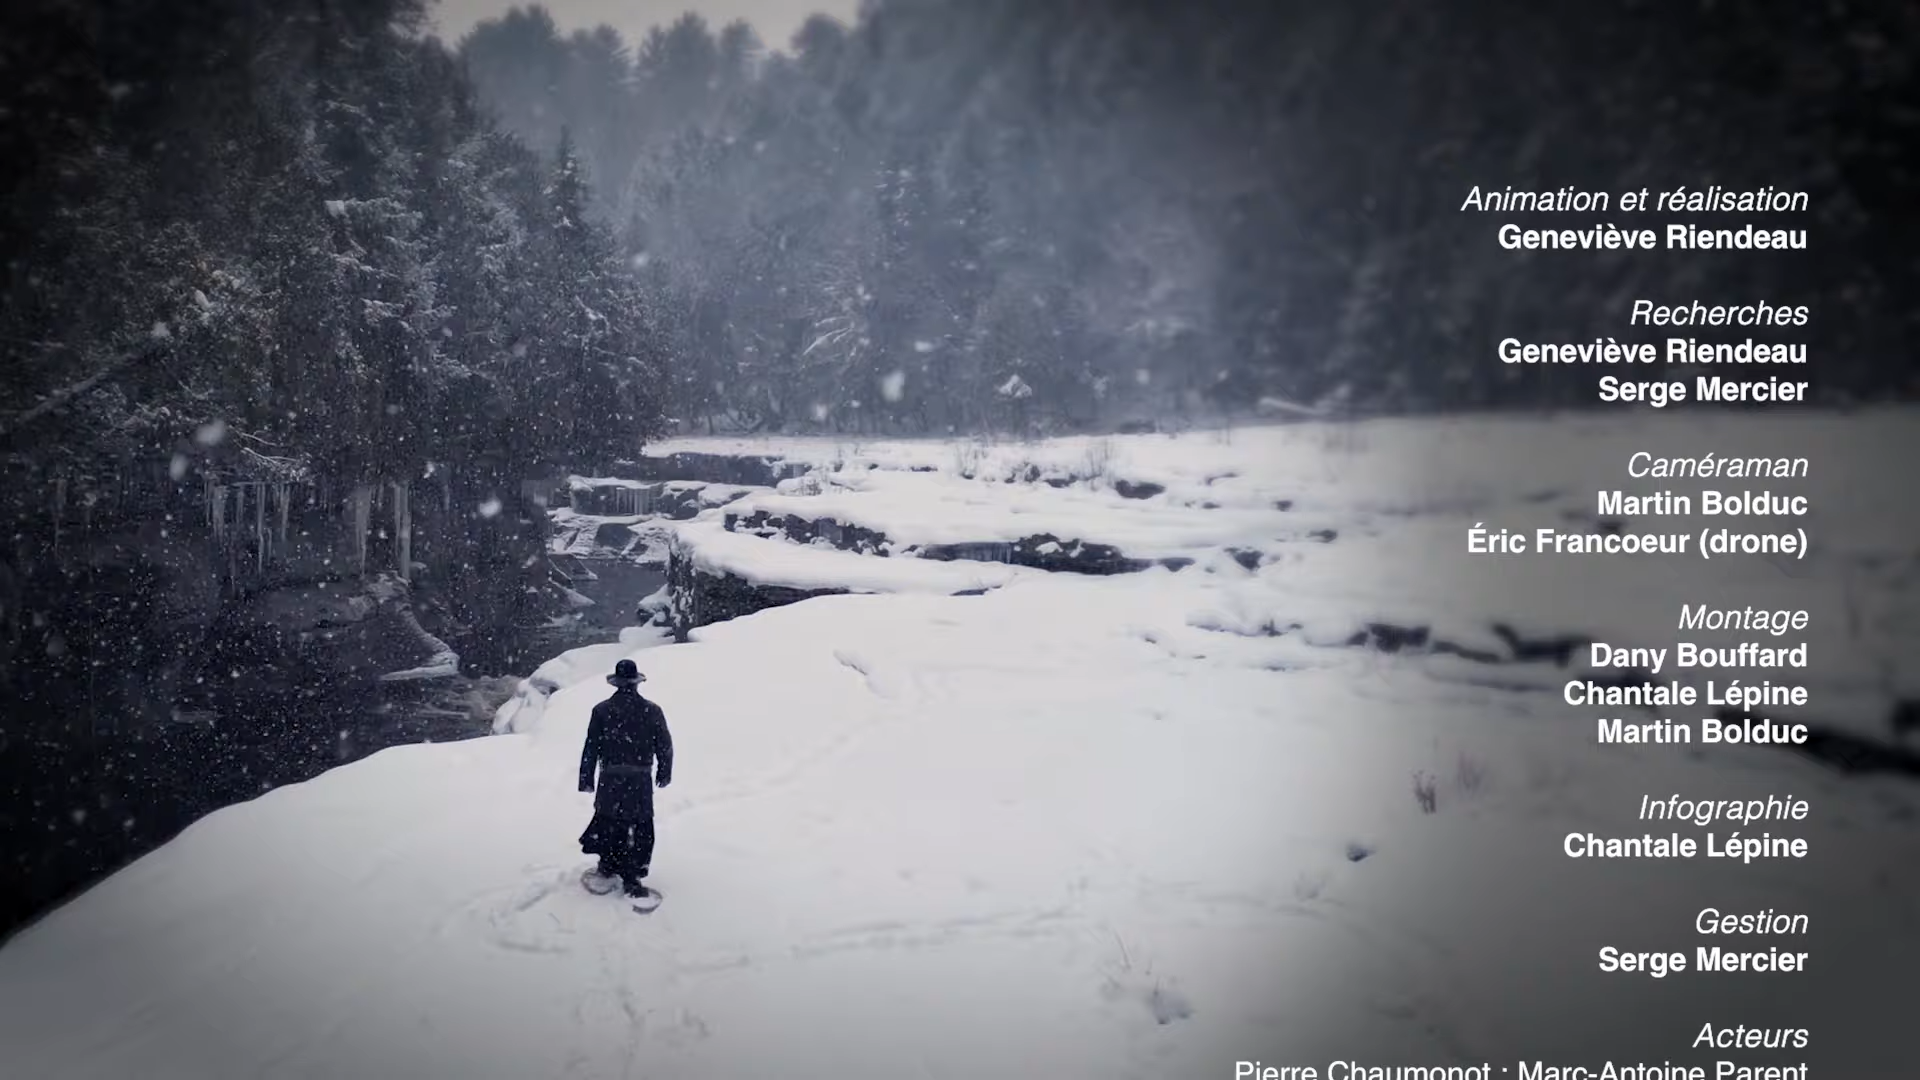 Animation et réalisation
Geneviève Riendeau
Recherches
Geneviève Riendeau
Serge Mercier
Caméraman
Martin Bolduc
Éric Francoeur (drone)
Montage
Dany Bouffard
Chantale Lépine
Martin Bolduc
Infographie
Chantale Lépine
Gestion
Serge Mercier
Acteurs
Pierre Chaumonot : Marc-Antoine Parent